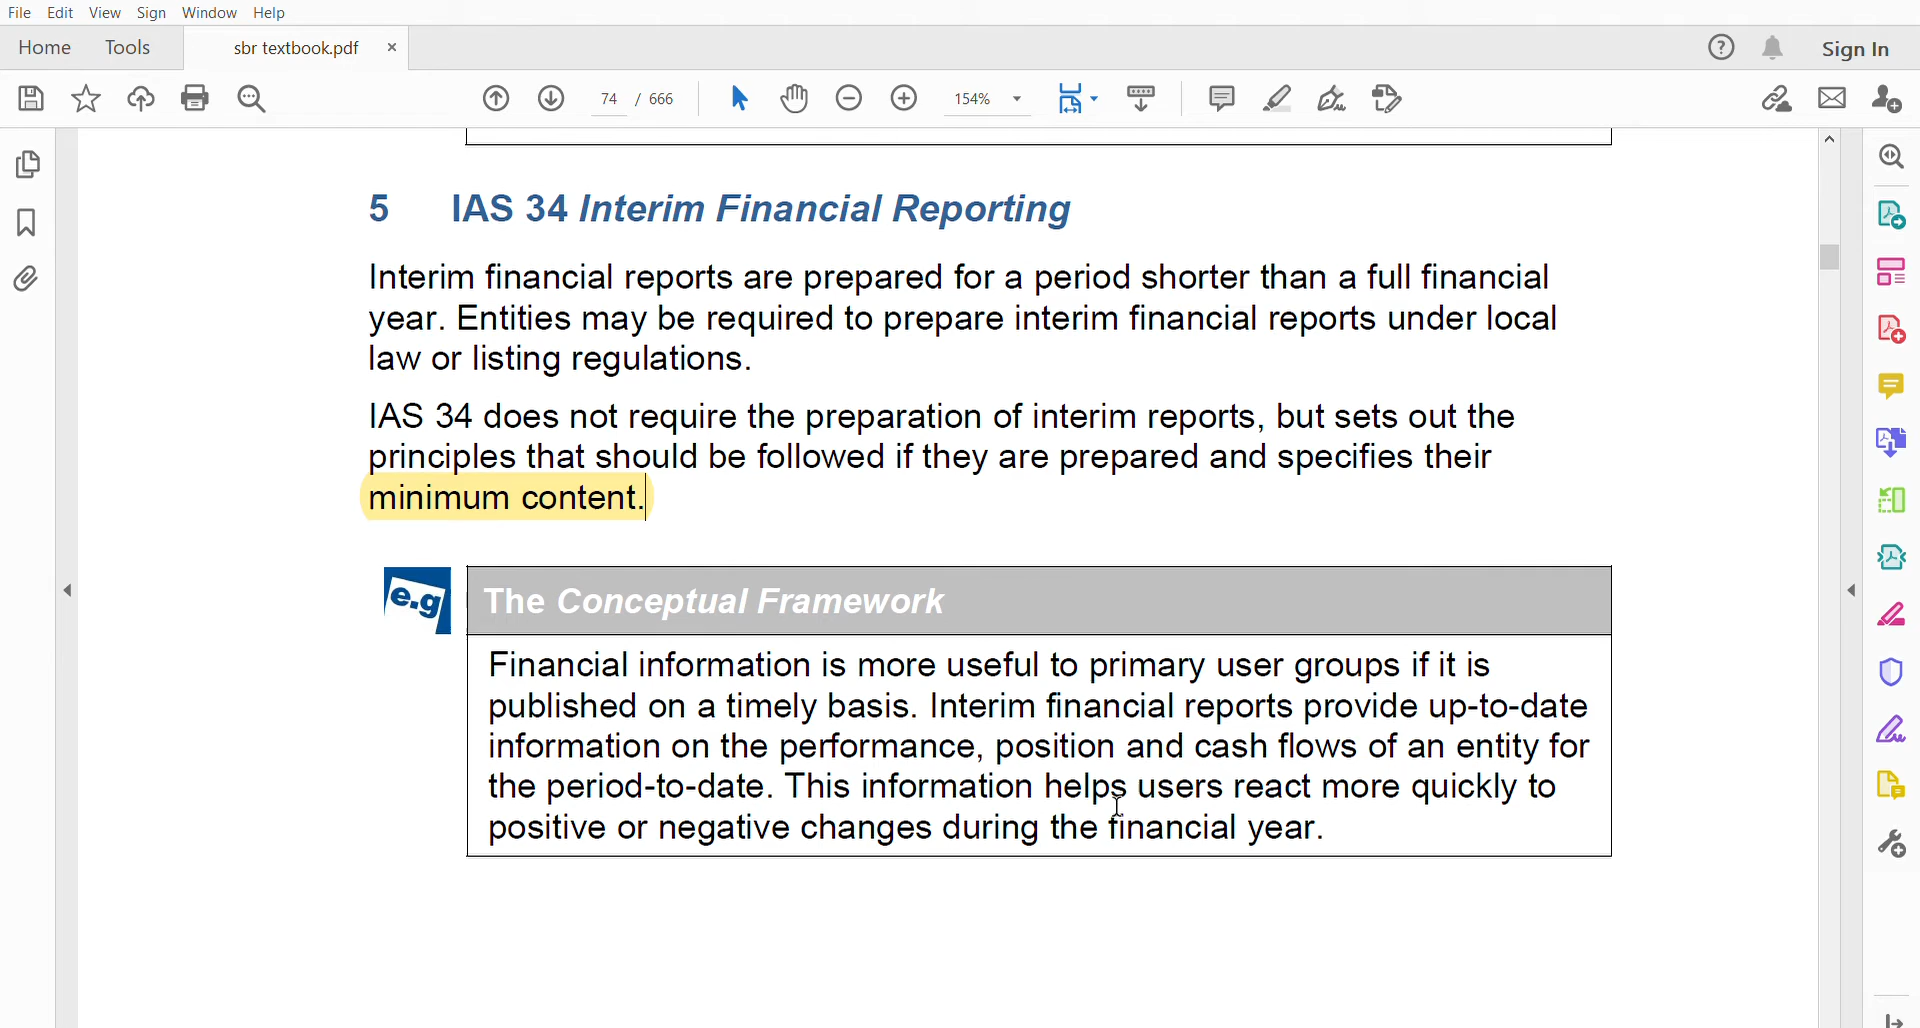 File Edit View Sign Window Help
Home Tools sbr textbook.pdf × Sign In
74 / 666 154%
5 IAS 34 Interim Financial Reporting
Interim financial reports are prepared for a period shorter than a full financial
year. Entities may be required to prepare interim financial reports under local
law or listing regulations.
IAS 34 does not require the preparation of interim reports, but sets out the
principles that should be followed if they are prepared and specifies their
minimum content.
e.g The Conceptual Framework
Financial information is more useful to primary user groups if it is
published on a timely basis. Interim financial reports provide up-to-date
information on the performance, position and cash flows of an entity for
the period-to-date. This information helps users react more quickly to
positive or negative changes during the financial year.